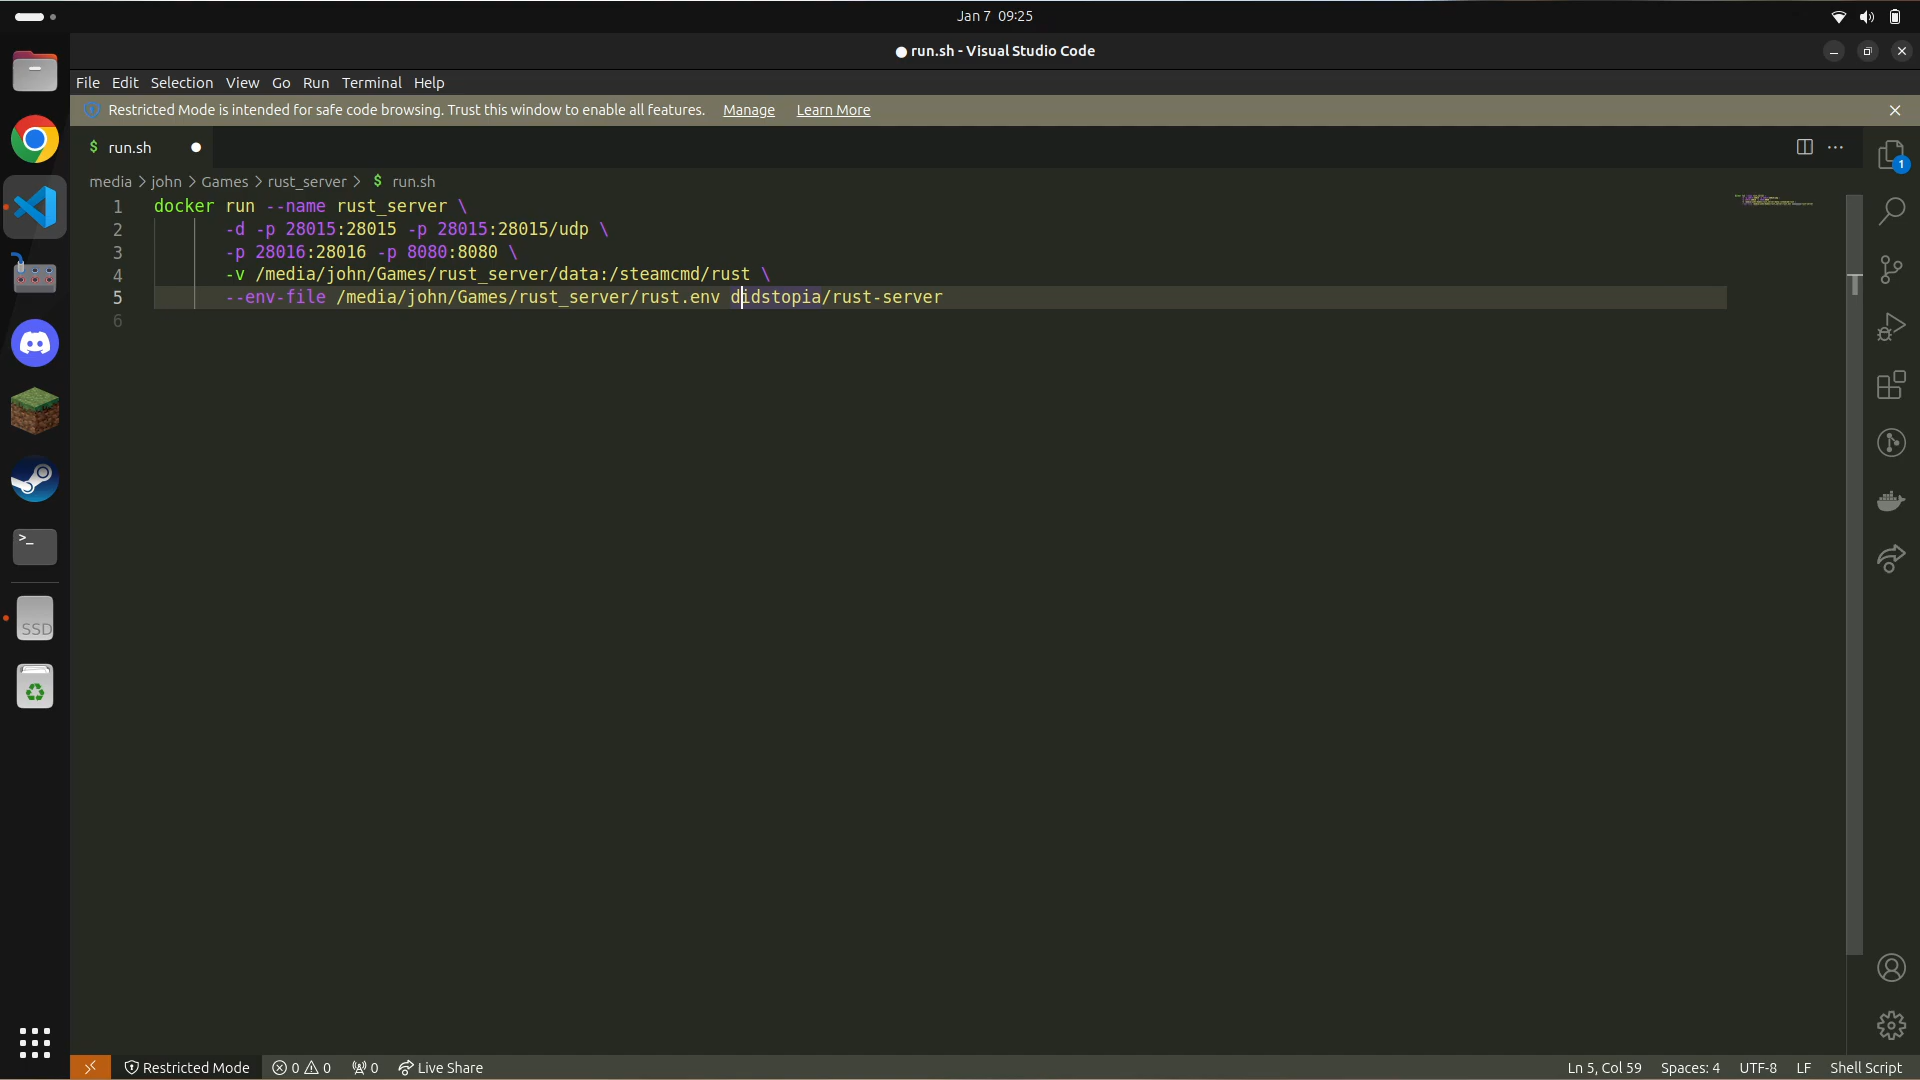 Jan 7 09:25
run.sh - Visual Studio Code
File Edit Selection View Go Run Terminal Help
Restricted Mode is intended for safe code browsing. Trust this window to enable all features. Manage Learn More
$ run.sh
media > john > Games > rust_server > $ run.sh
1 docker run --name rust_server \
2 -d -p 28015:28015 -p 28015:28015/udp \
3 -p 28016:28016 -p 8080:8080 \
4 -v /media/john/Games/rust_server/data:/steamcmd/rust \
5 --env-file /media/john/Games/rust_server/rust.env didstopia/rust-server
6
1
>_
SSD
Restricted Mode 0 0 0 Live Share Ln 5, Col 59 Spaces: 4 UTF-8 LF Shell Script